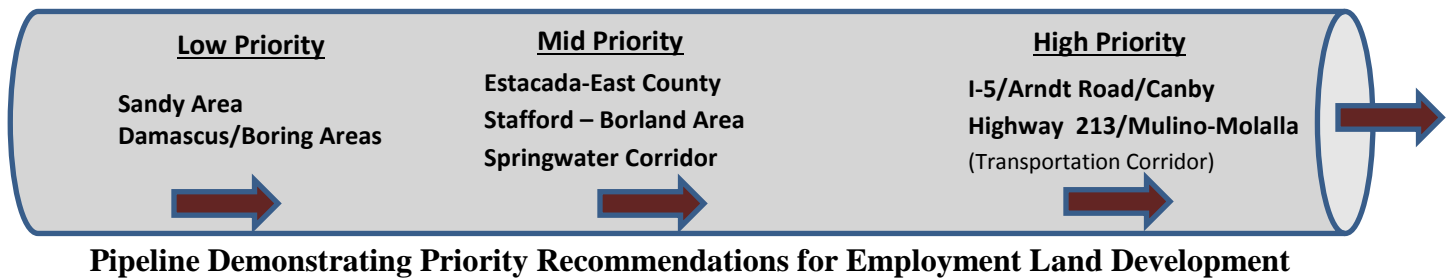 Low Priority
Sandy Area
Damascus/Boring Areas
Mid Priority
Estacada-East County
Stafford – Borland Area
Springwater Corridor
High Priority
I-5/Arndt Road/Canby
Highway 213/Mulino-Molalla
(Transportation Corridor)
Pipeline Demonstrating Priority Recommendations for Employment Land Development